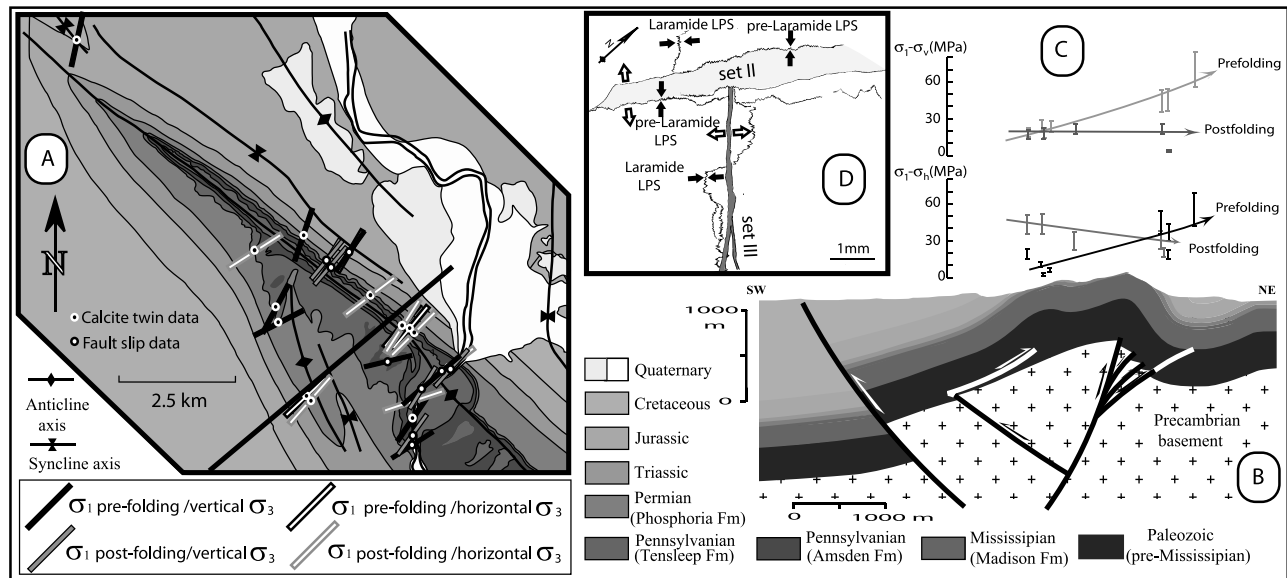 A
N
Calcite twin data
Fault slip data
2.5 km
Anticline
axis
Syncline axis
σ1 pre-folding/vertical σ3
σ1 pre-folding /horizontal σ3
σ1 post-folding/vertical σ3
σ1 post-folding /horizontal σ3
D
N
Laramide LPS
pre-Laramide LPS
set II
pre-Laramide
LPS
Laramide
LPS
set III
1mm
C
σ1-σv(MPa)
60
30
0
Prefolding
Postfolding
σ1-σh(MPa)
60
30
0
Prefolding
Postfolding
SW
NE
1000
m
0
Precambrian
basement
B
0
1000 m
Quaternary
Cretaceous
Jurassic
Triassic
Permian
(Phosphoria Fm)
Pennsylvanian
(Tensleep Fm)
Pennsylvanian
(Amsden Fm)
Mississipian
(Madison Fm)
Paleozoic
(pre-Missisipian)